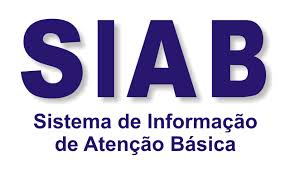 SIAB
Sistema de Informação
de Atenção Básica